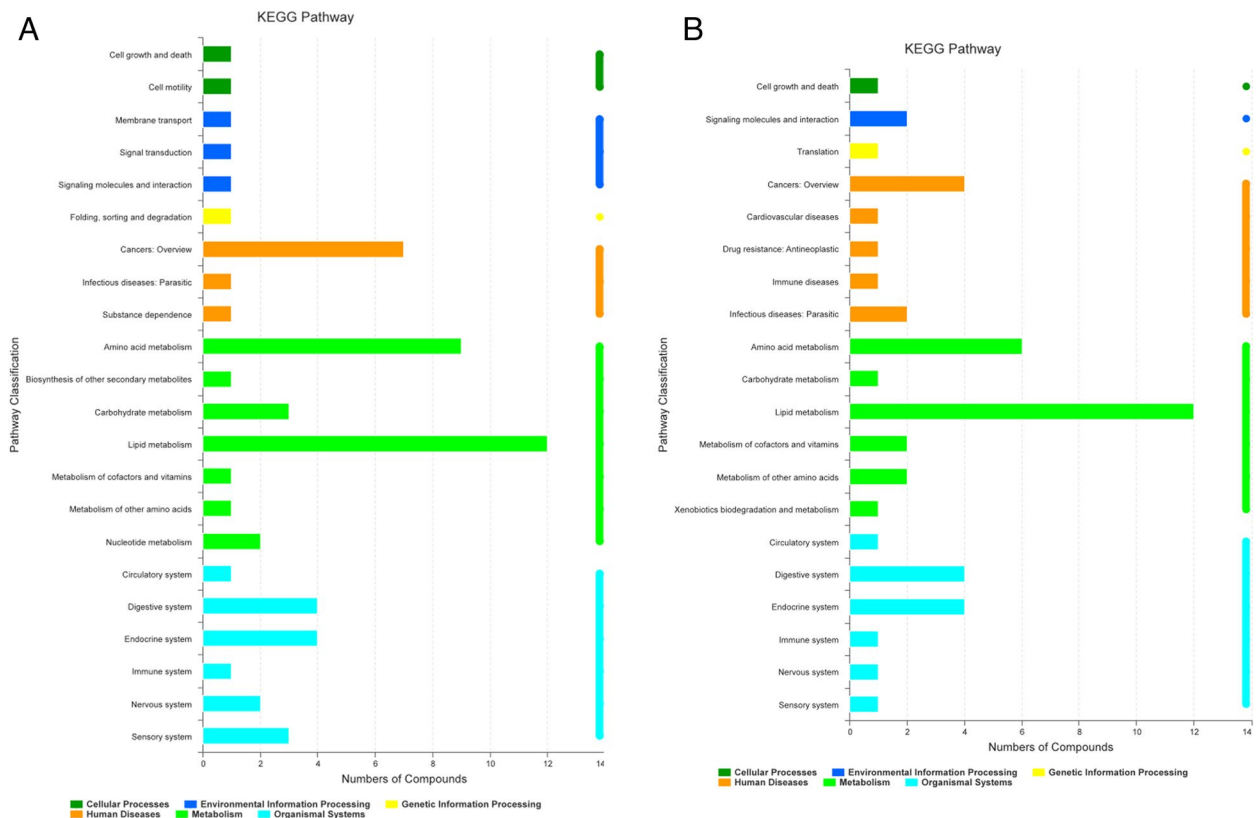 A
KEGG Pathway
Cell growth and death
Cell motility
Membrane transport
Signal transduction
Signaling molecules and interaction
Folding, sorting and degradation
Cancers: Overview
Infectious diseases: Parasitic
Substance dependence
Amino acid metabolism
Biosynthesis of other secondary metabolites
Carbohydrate metabolism
Lipid metabolism
Metabolism of cofactors and vitamins
Metabolism of other amino acids
Nucleotide metabolism
Circulatory system
Digestive system
Endocrine system
Immune system
Nervous system
Sensory system
Pathway Classification
0 2 4 6 8 10 12 14
Numbers of Compounds
Cellular Processes Environmental Information Processing Genetic Information Processing
Human Diseases Metabolism Organismal Systems
B
KEGG Pathway
Cell growth and death
Signaling molecules and interaction
Translation
Cancers: Overview
Cardiovascular diseases
Drug resistance: Antineoplastic
Immune diseases
Infectious diseases: Parasitic
Amino acid metabolism
Carbohydrate metabolism
Lipid metabolism
Metabolism of cofactors and vitamins
Metabolism of other amino acids
Xenobiotics biodegradation and metabolism
Circulatory system
Digestive system
Endocrine system
Immune system
Nervous system
Sensory system
Pathway Classification
0 2 4 6 8 10 12 14
Numbers of Compounds
Cellular Processes Environmental Information Processing Genetic Information Processing
Human Diseases Metabolism Organismal Systems